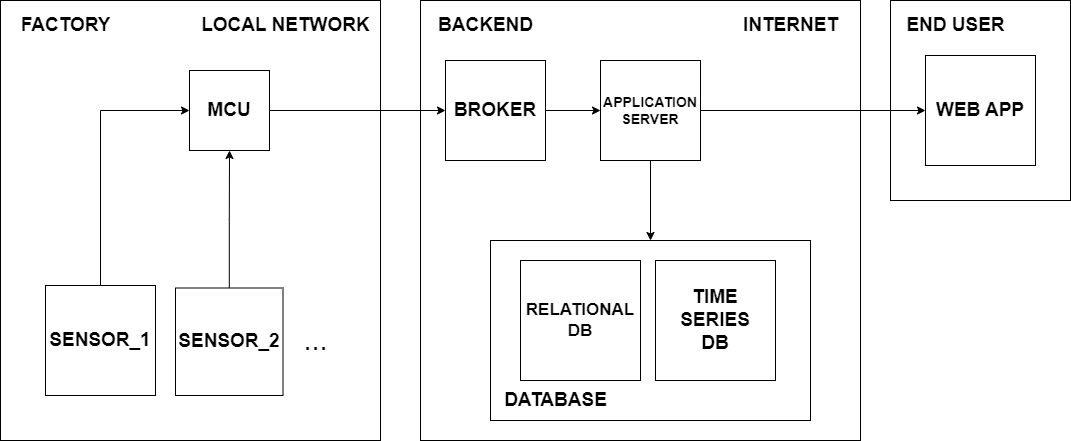 FACTORY
LOCAL NETWORK
BACKEND
INTERNET
END USER
MCU
BROKER
APPLICATION
SERVER
WEB APP
SENSOR_1
SENSOR_2
...
RELATIONAL
DB
TIME
SERIES
DB
DATABASE